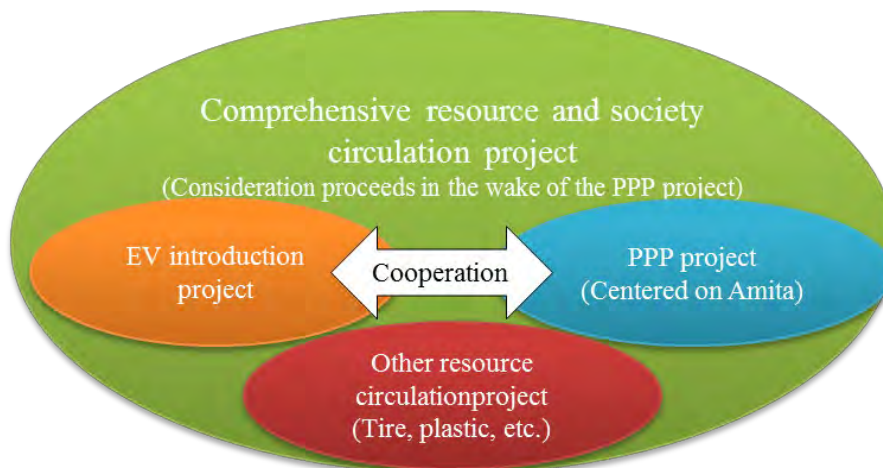 Comprehensive resource and society
circulation project
(Consideration proceeds in the wake of the PPP project)
EV introduction
project
Cooperation
PPP project
(Centered on Amita)
Other resource
circulationproject
(Tire, plastic, etc.)